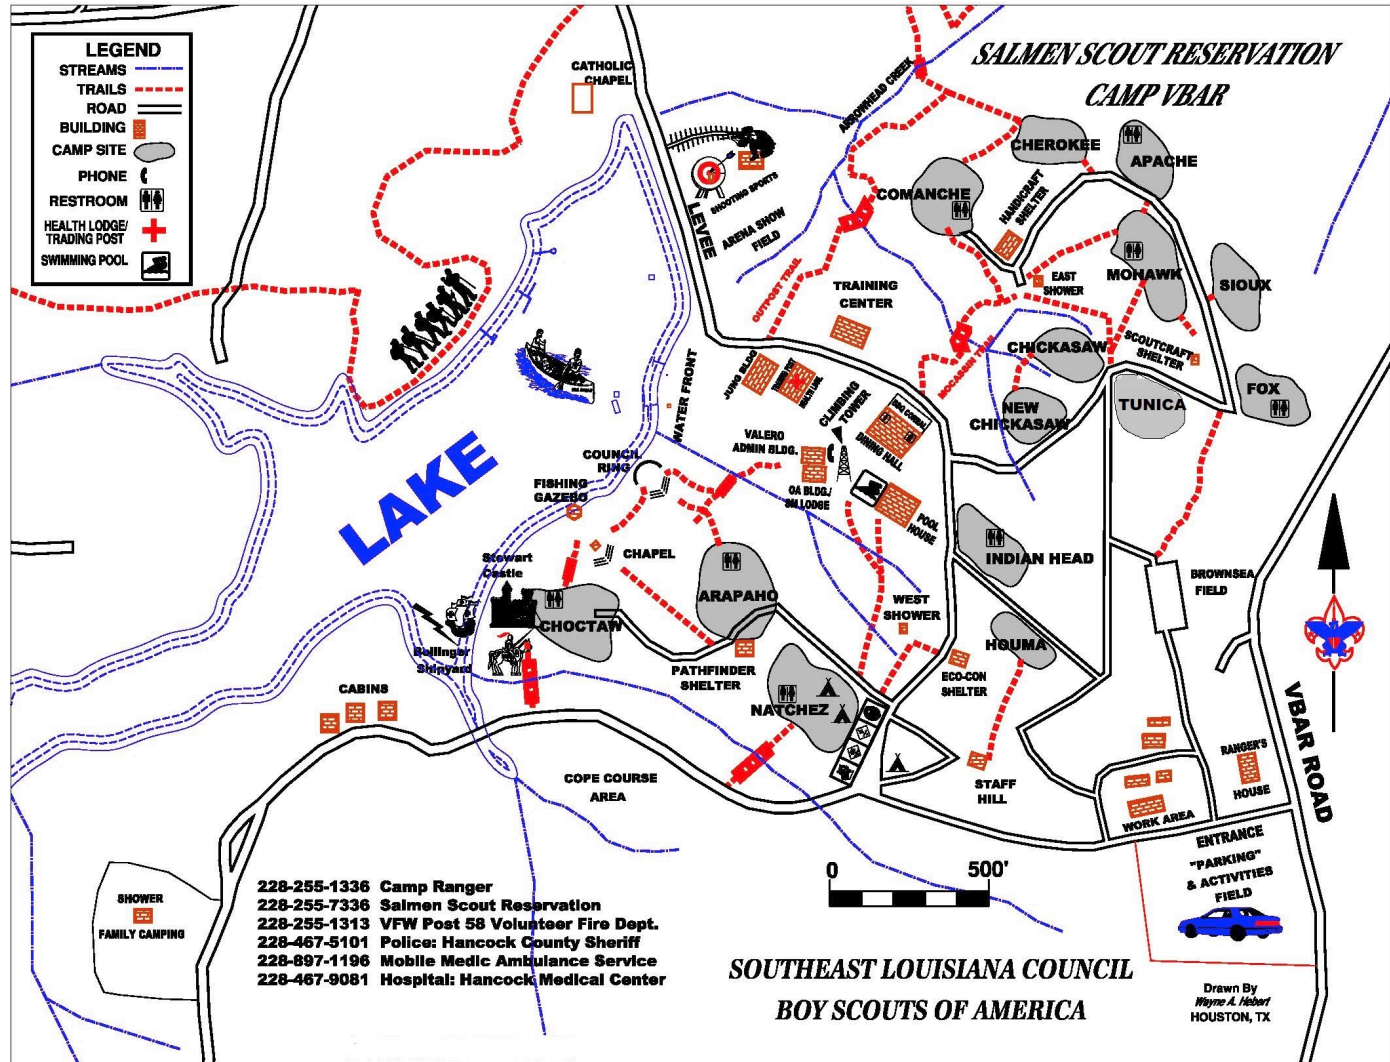 LEGEND
STREAMS
TRAILS
ROAD
BUILDING
CAMP SITE
PHONE
RESTROOM
HEALTH LODGE/
TRADING POST
SWIMMING POOL
SALMEN SCOUT RESERVATION
CAMP VBAR
CATHOLIC
CHAPEL
ARROWHEAD CREEK
CHEROKEE
APACHE
COMANCHE
HANDICRAFT
SHELTER
SHOOTING SPORTS
LEVEE
ARENA SHOW
FIELD
OUTPOST TRAIL
TRAINING
CENTER
EAST
SHOWER
MOHAWK
SIOUX
CHICKASAW
SCOUTCRAFT
SHELTER
MOCASSIN TRAIL
JUNG BLDG
TRADING POST
HEALTH LODGE
CLIMBING
TOWER
WATER FRONT
NEW
CHICKASAW
TUNICA
FOX
VALERO
ADMIN BLDG.
DINING HALL
COUNCIL
RING
FISHING
GAZEBO
OA BLDG./
SM LODGE
POOL
HOUSE
LAKE
CHAPEL
Stewart
Castle
ARAPAHO
INDIAN HEAD
BROWNSEA
FIELD
WEST
SHOWER
CHOCTAW
HOUMA
Bollinger
Shipyard
PATHFINDER
SHELTER
ECO-CON
SHELTER
CABINS
NATCHEZ
VBAR ROAD
COPE COURSE
AREA
STAFF
HILL
RANGER'S
HOUSE
WORK AREA
ENTRANCE
"PARKING"
& ACTIVITIES
FIELD
0 500'
SHOWER
FAMILY CAMPING
228-255-1336 Camp Ranger
228-255-7336 Salmen Scout Reservation
228-255-1313 VFW Post 58 Volunteer Fire Dept.
228-467-5101 Police: Hancock County Sheriff
228-897-1196 Mobile Medic Ambulance Service
228-467-9081 Hospital: Hancock Medical Center
SOUTHEAST LOUISIANA COUNCIL
BOY SCOUTS OF AMERICA
Drawn By
Wayne A. Hebert
HOUSTON, TX